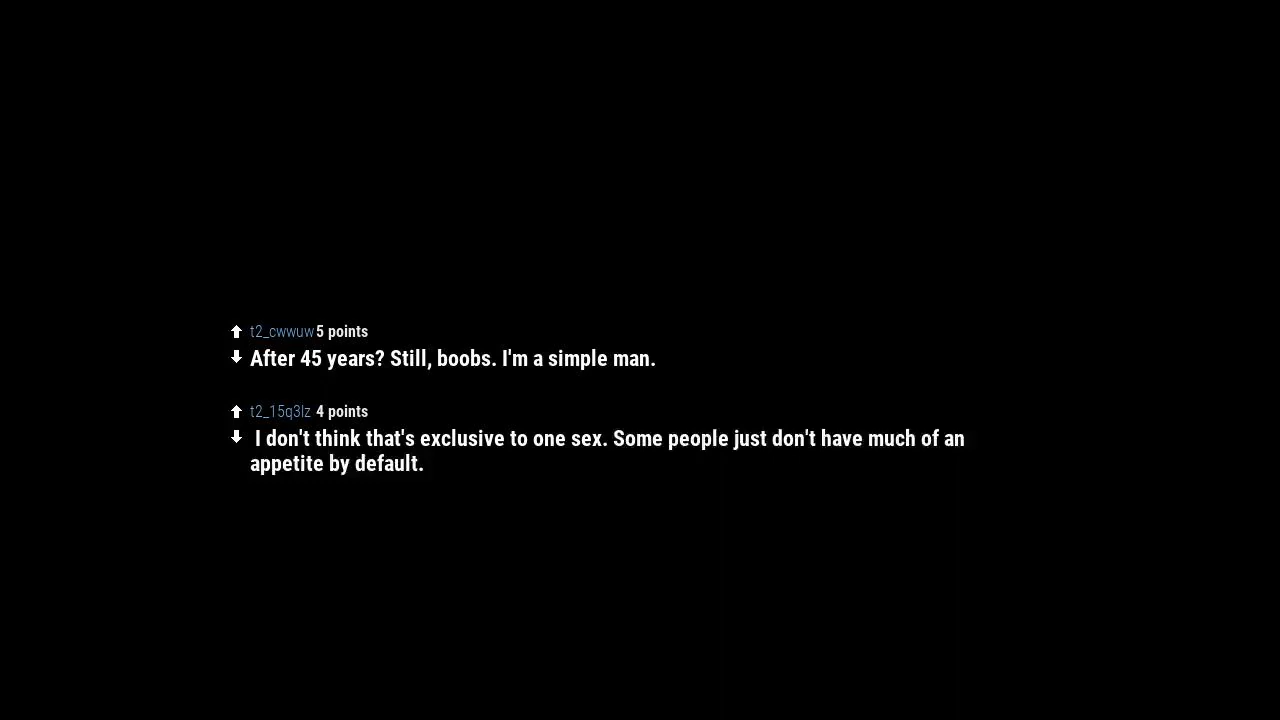 t2_cwwuw 5 points
After 45 years? Still, boobs. I'm a simple man.
t2_15q3lz 4 points
I don't think that's exclusive to one sex. Some people just don't have much of an
appetite by default.